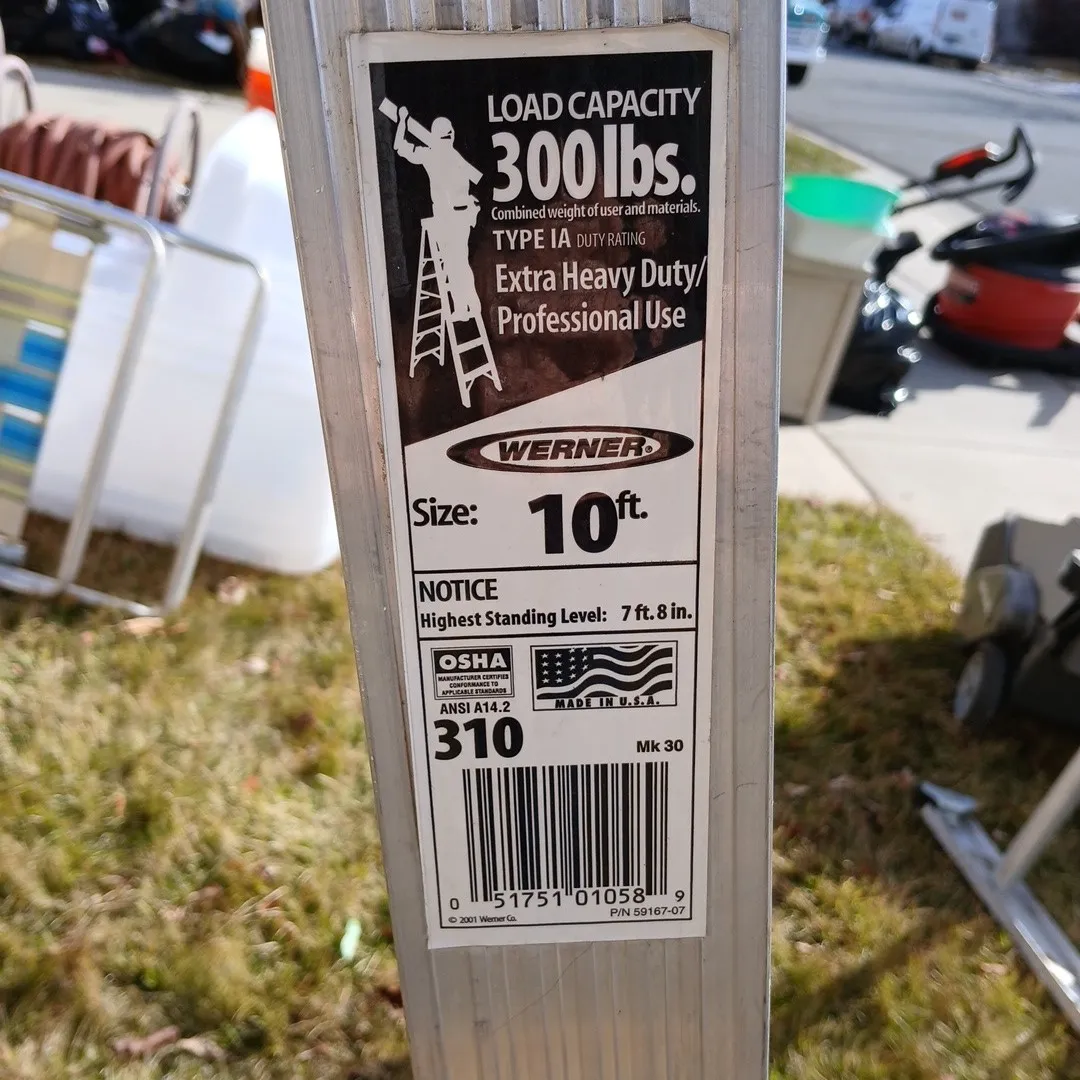 LOAD CAPACITY
300 lbs.
Combined weight of user and materials.
TYPE IA DUTY RATING
Extra Heavy Duty/
Professional Use
WERNER®
Size: 10 ft.
NOTICE
Highest Standing Level: 7 ft. 8 in.
OSHA
MANUFACTURER CERTIFIES
CONFORMANCE TO
APPLICABLE STANDARDS
MADE IN U.S.A.
ANSI A14.2
310
Mk 30
0 51751 01058 9
© 2001 Werner Co.
P/N 59167-07